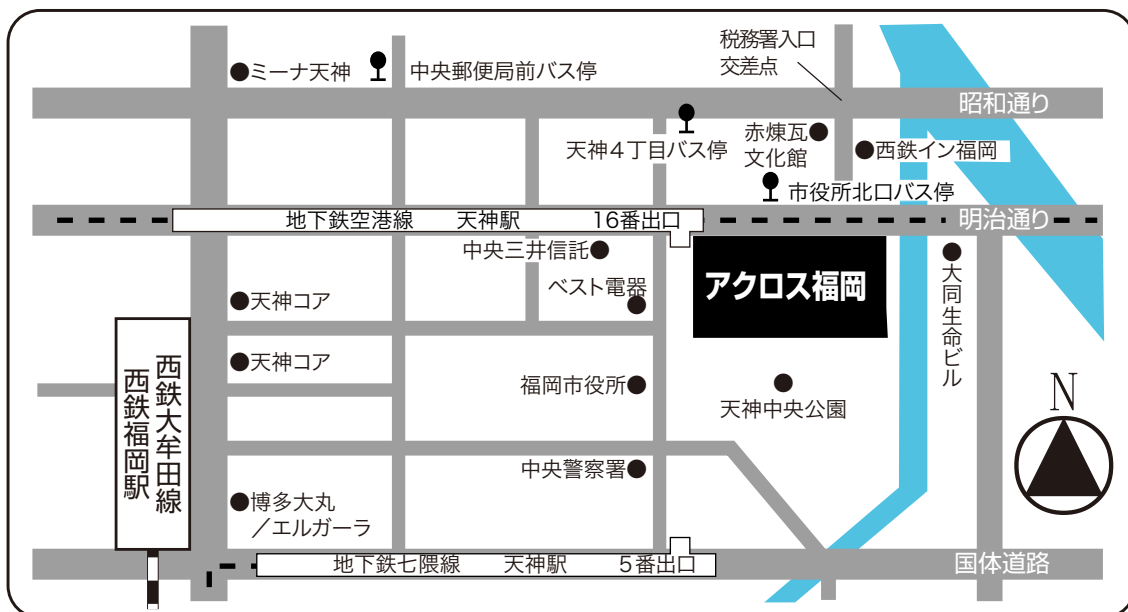 税務署入口
交差点
ミーナ天神
中央郵便局前バス停
昭和通り
天神4丁目バス停
赤煉瓦
文化館
西鉄イン福岡
市役所北口バス停
地下鉄空港線 天神駅 16番出口
明治通り
中央三井信託
ベスト電器
アクロス福岡
大同生命ビル
天神コア
天神コア
西鉄大牟田線
西鉄福岡駅
福岡市役所
天神中央公園
N
中央警察署
博多大丸
／エルガーラ
地下鉄七隈線 天神駅 5番出口
国体道路